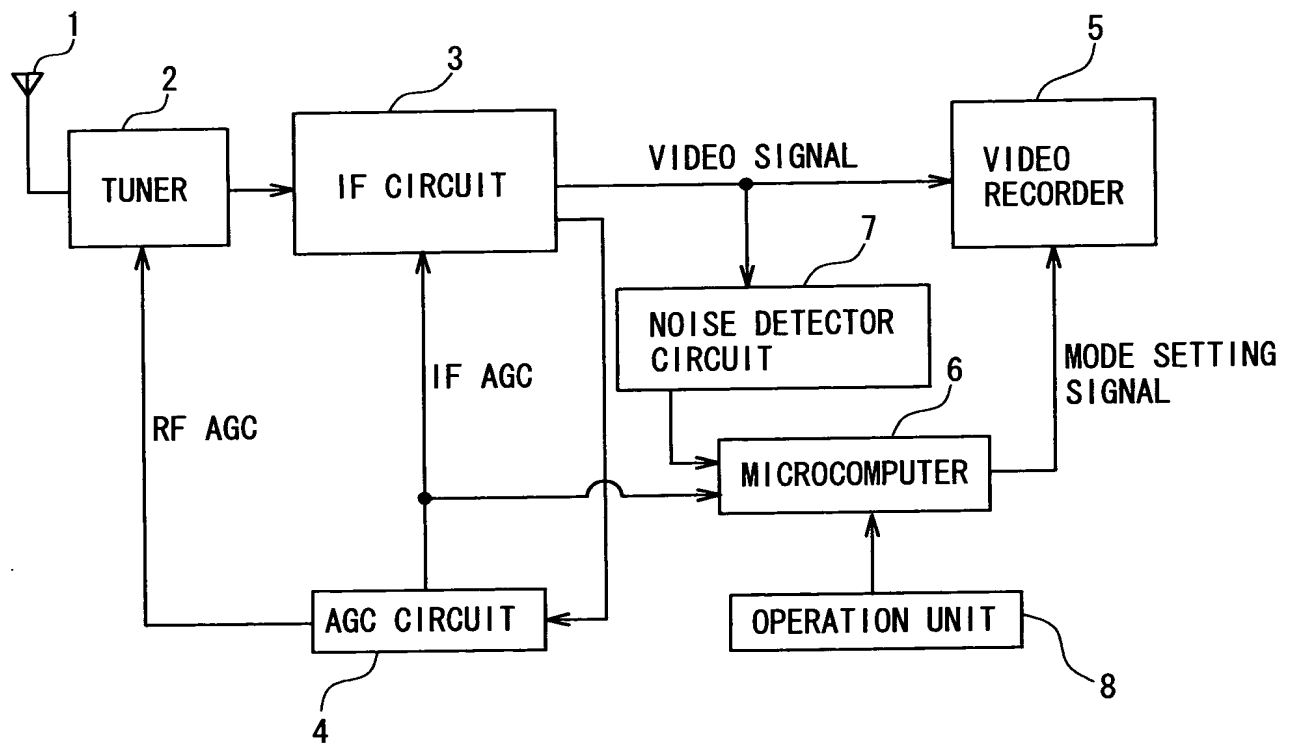 1
2
3
5
TUNER
IF CIRCUIT
VIDEO SIGNAL
VIDEO
RECORDER
7
NOISE DETECTOR
CIRCUIT
MODE SETTING
SIGNAL
IF AGC
RF AGC
6
MICROCOMPUTER
AGC CIRCUIT
OPERATION UNIT
4
8